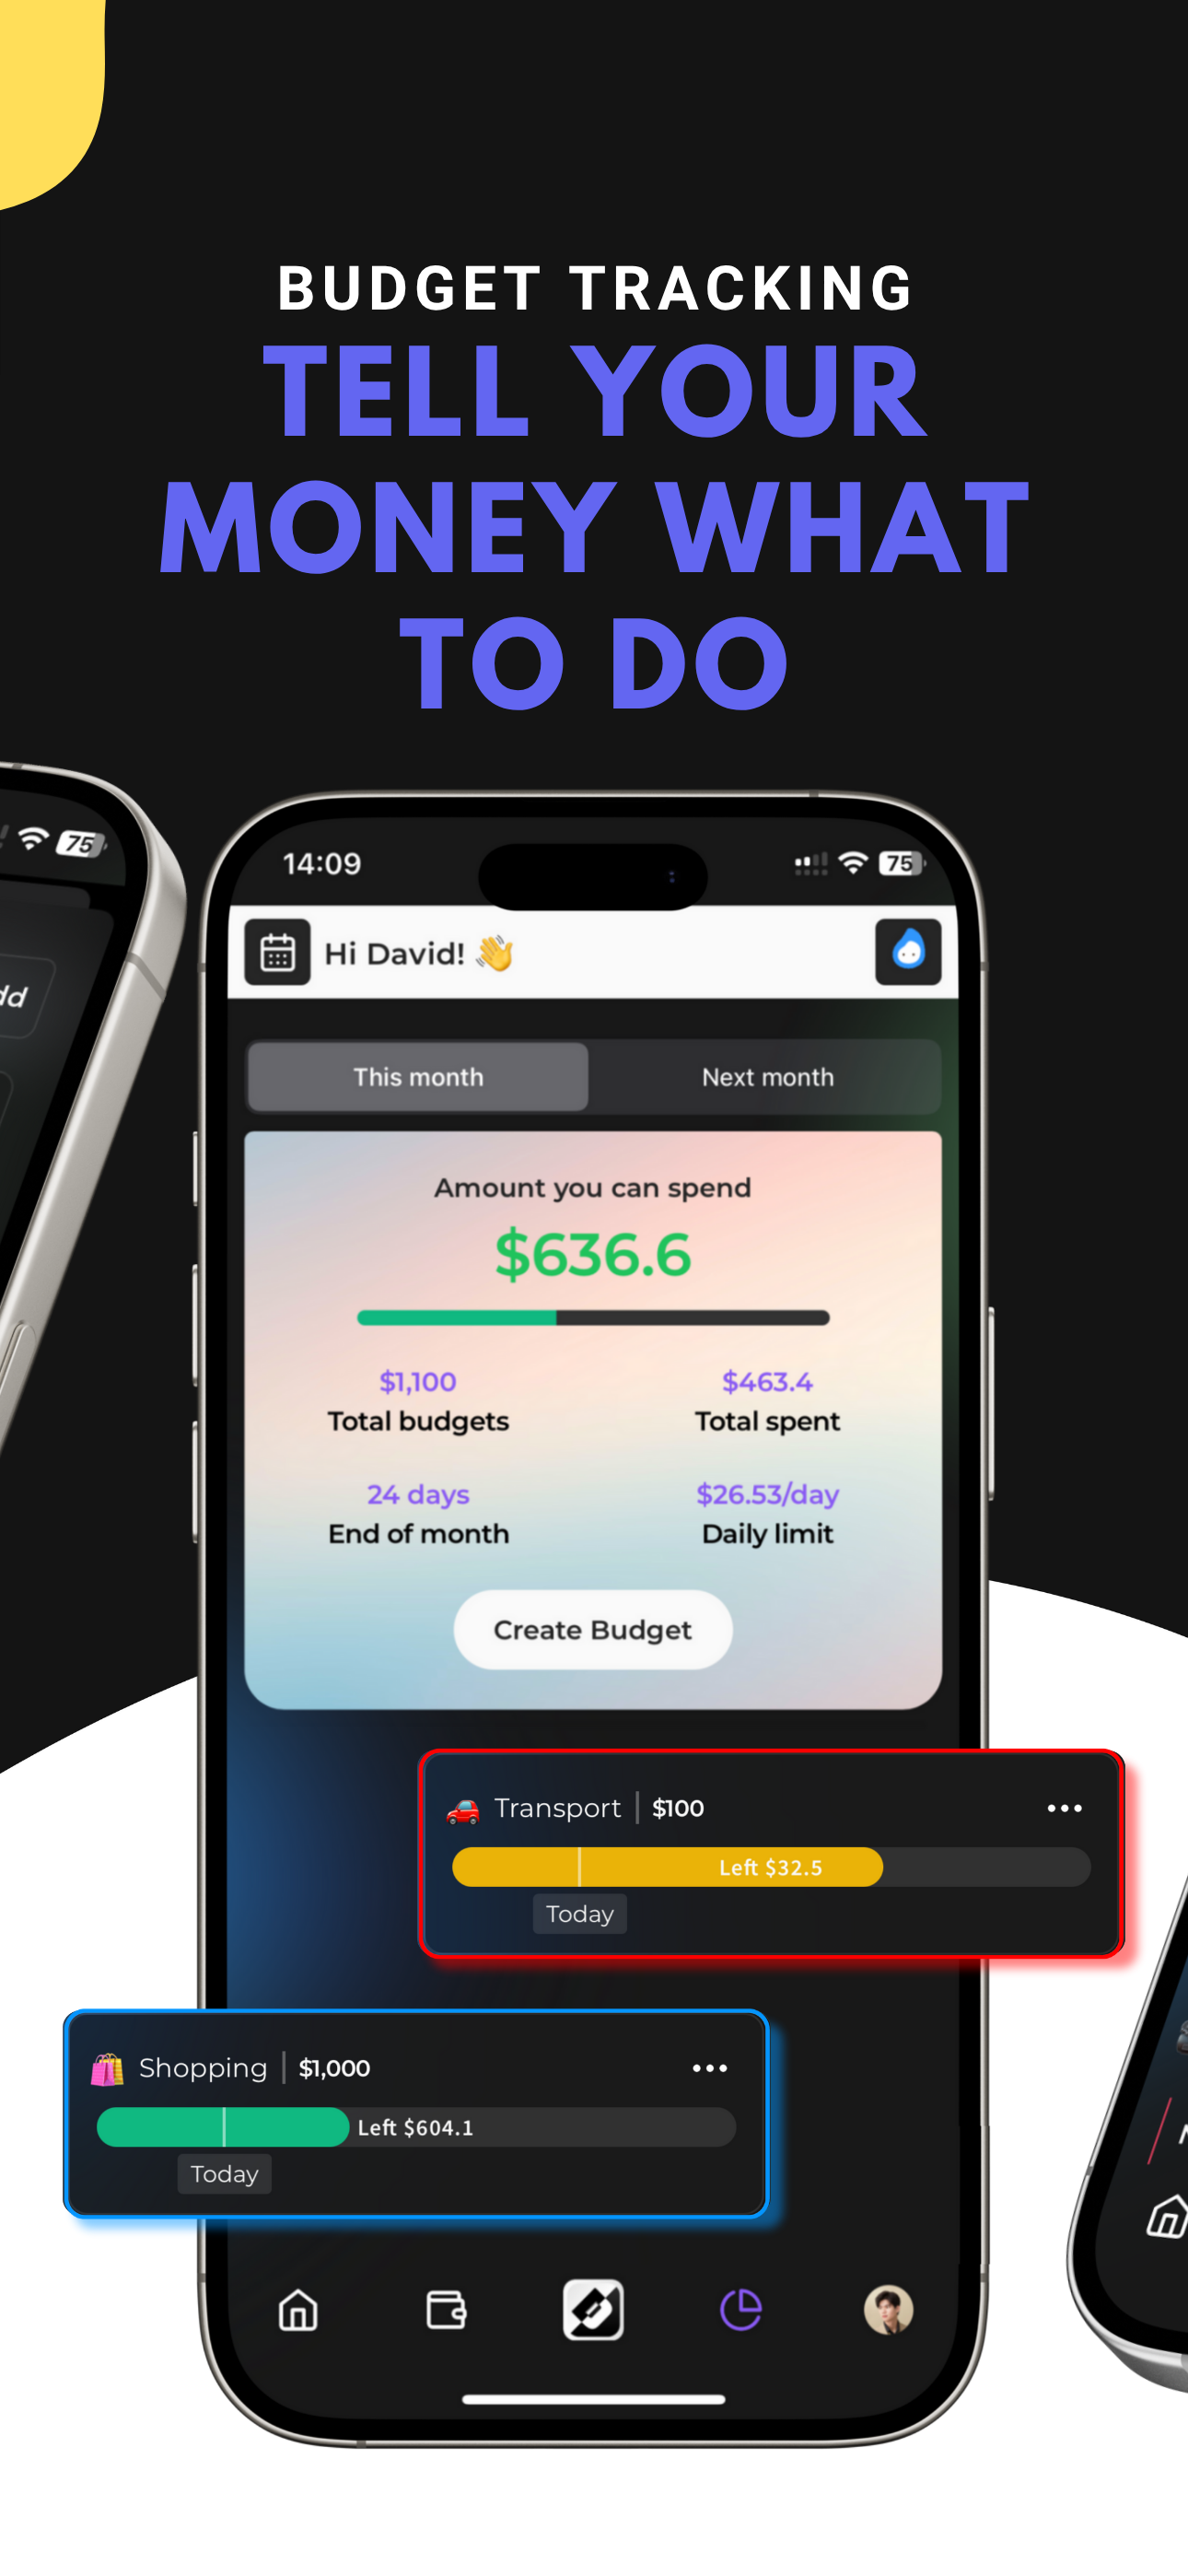 BUDGET TRACKING
TELL YOUR
MONEY WHAT
TO DO
75
dd
14:09
75
Hi David! 👋
This month
Next month
Amount you can spend
$636.6
$1,100
Total budgets
$463.4
Total spent
24 days
End of month
$26.53/day
Daily limit
Create Budget
Transport | $100
Left $32.5
Today
Shopping | $1,000
Left $604.1
Today